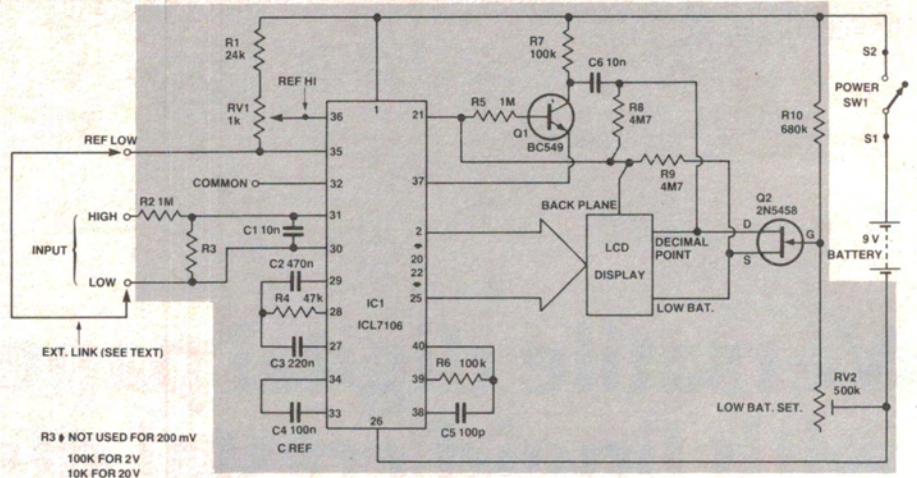 R1
24k
R7
100k
C6 10n
S2
POWER
SW1
S1
REF HI
RV1
1k
36
1
21
R5 1M
Q1
BC549
R8
4M7
R10
680k
REF LOW
35
COMMON
32
37
R9
4M7
Q2
2N5458
HIGH
R2 1M
31
BACK PLANE
INPUT
C1 10n
2
LCD
DISPLAY
DECIMAL
POINT
D
G
S
9 V
BATTERY
R3
30
20
22
LOW
C2 470n
29
25
LOW BAT.
R4 47k
28
IC1
ICL7106
EXT. LINK (SEE TEXT)
C3 220n
27
40
R6 100k
39
34
RV2
500k
LOW BAT. SET.
33
38
C4 100n
26
C5 100p
C REF
R3 NOT USED FOR 200 mV
100K FOR 2V
10K FOR 20V